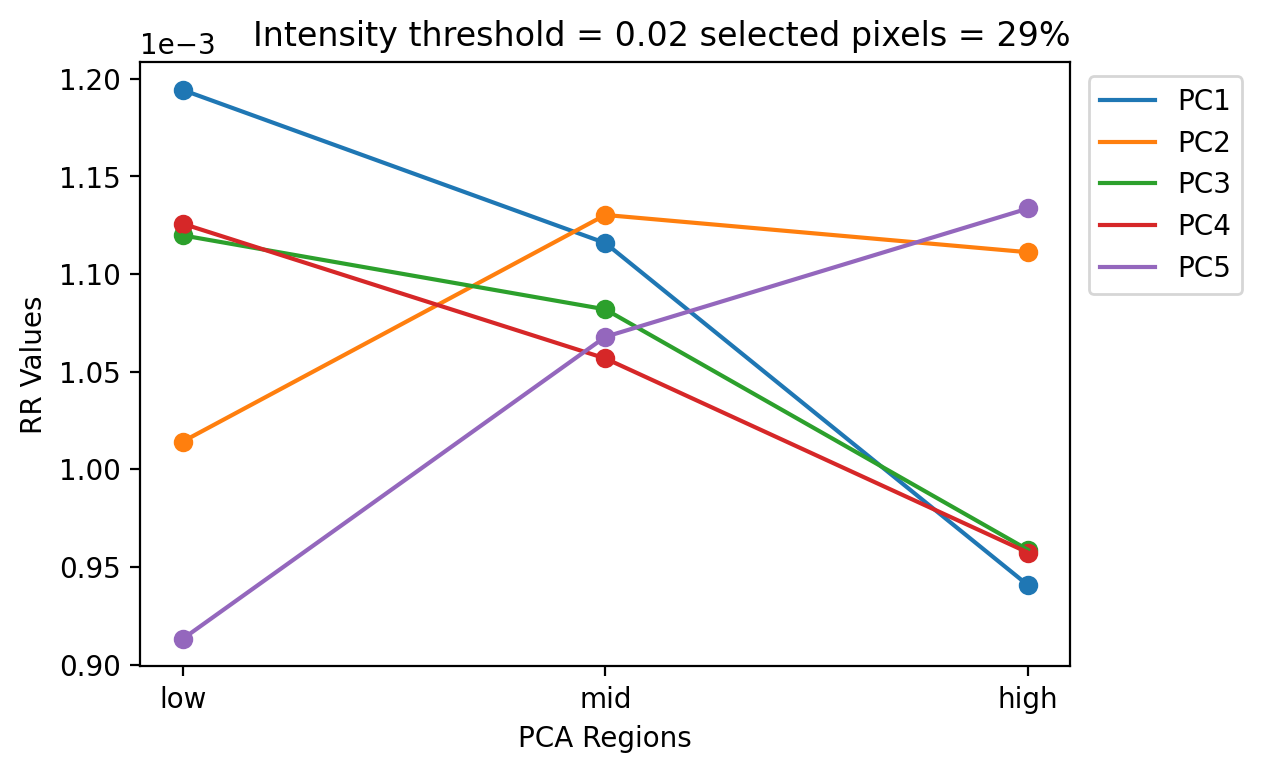 Intensity threshold = 0.02 selected pixels = 29%
1e−3
1.20
1.15
1.10
1.05
1.00
0.95
0.90
RR Values
low
mid
high
PCA Regions
PC1
PC2
PC3
PC4
PC5